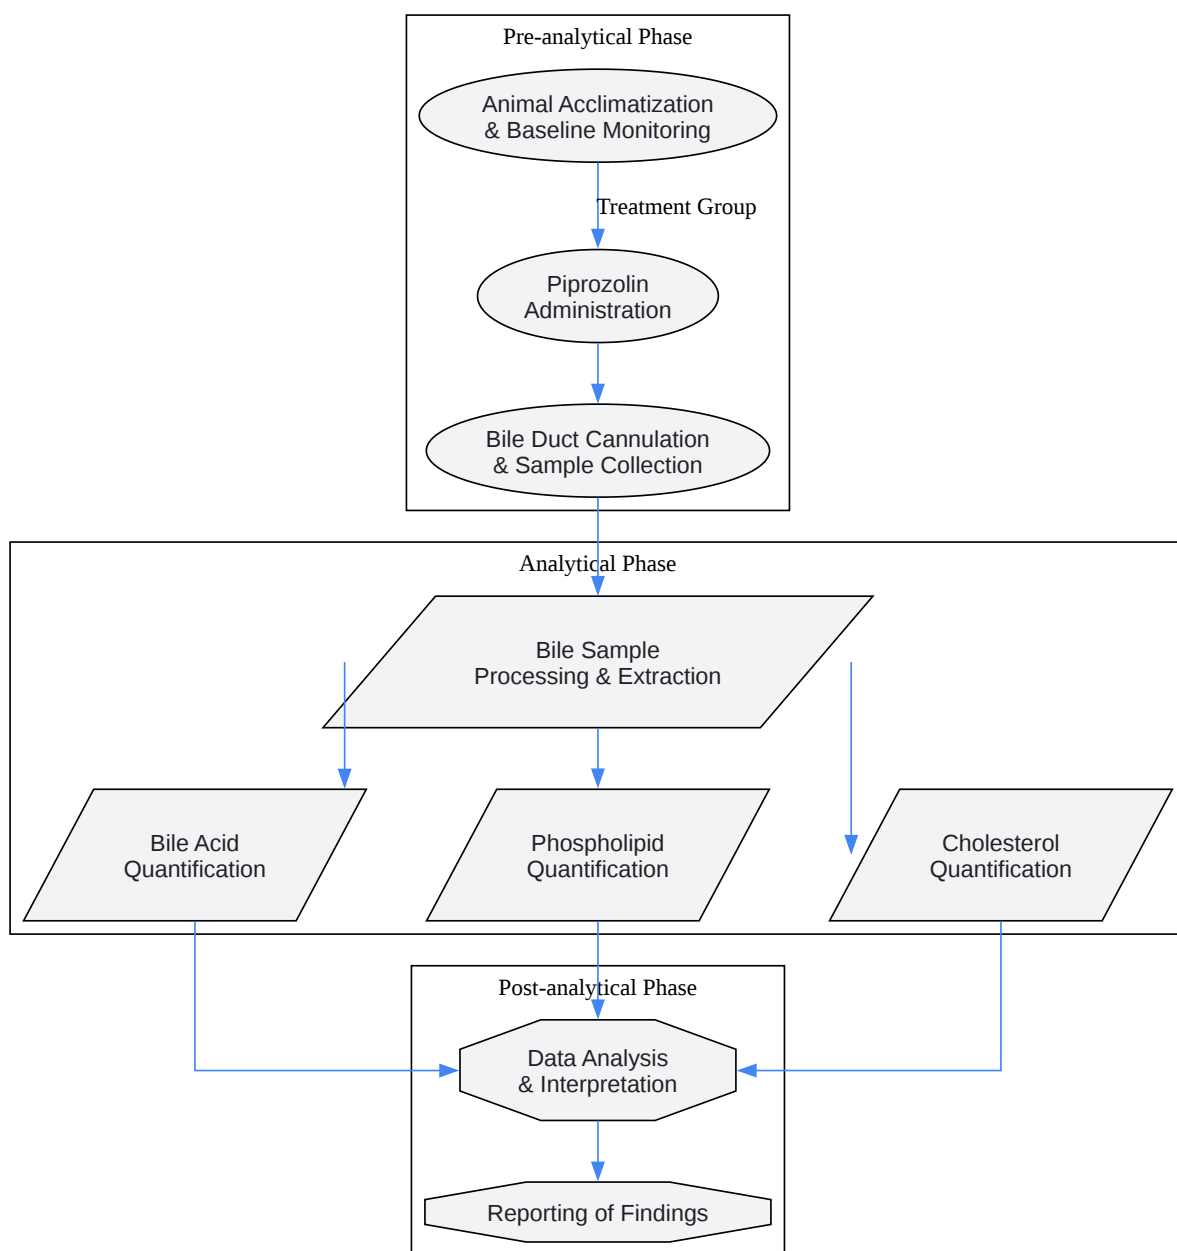 Pre-analytical Phase
Animal Acclimatization
& Baseline Monitoring
Treatment Group
Piprozolin
Administration
Bile Duct Cannulation
& Sample Collection
Analytical Phase
Bile Sample
Processing & Extraction
Bile Acid
Quantification
Phospholipid
Quantification
Cholesterol
Quantification
Post-analytical Phase
Data Analysis
& Interpretation
Reporting of Findings